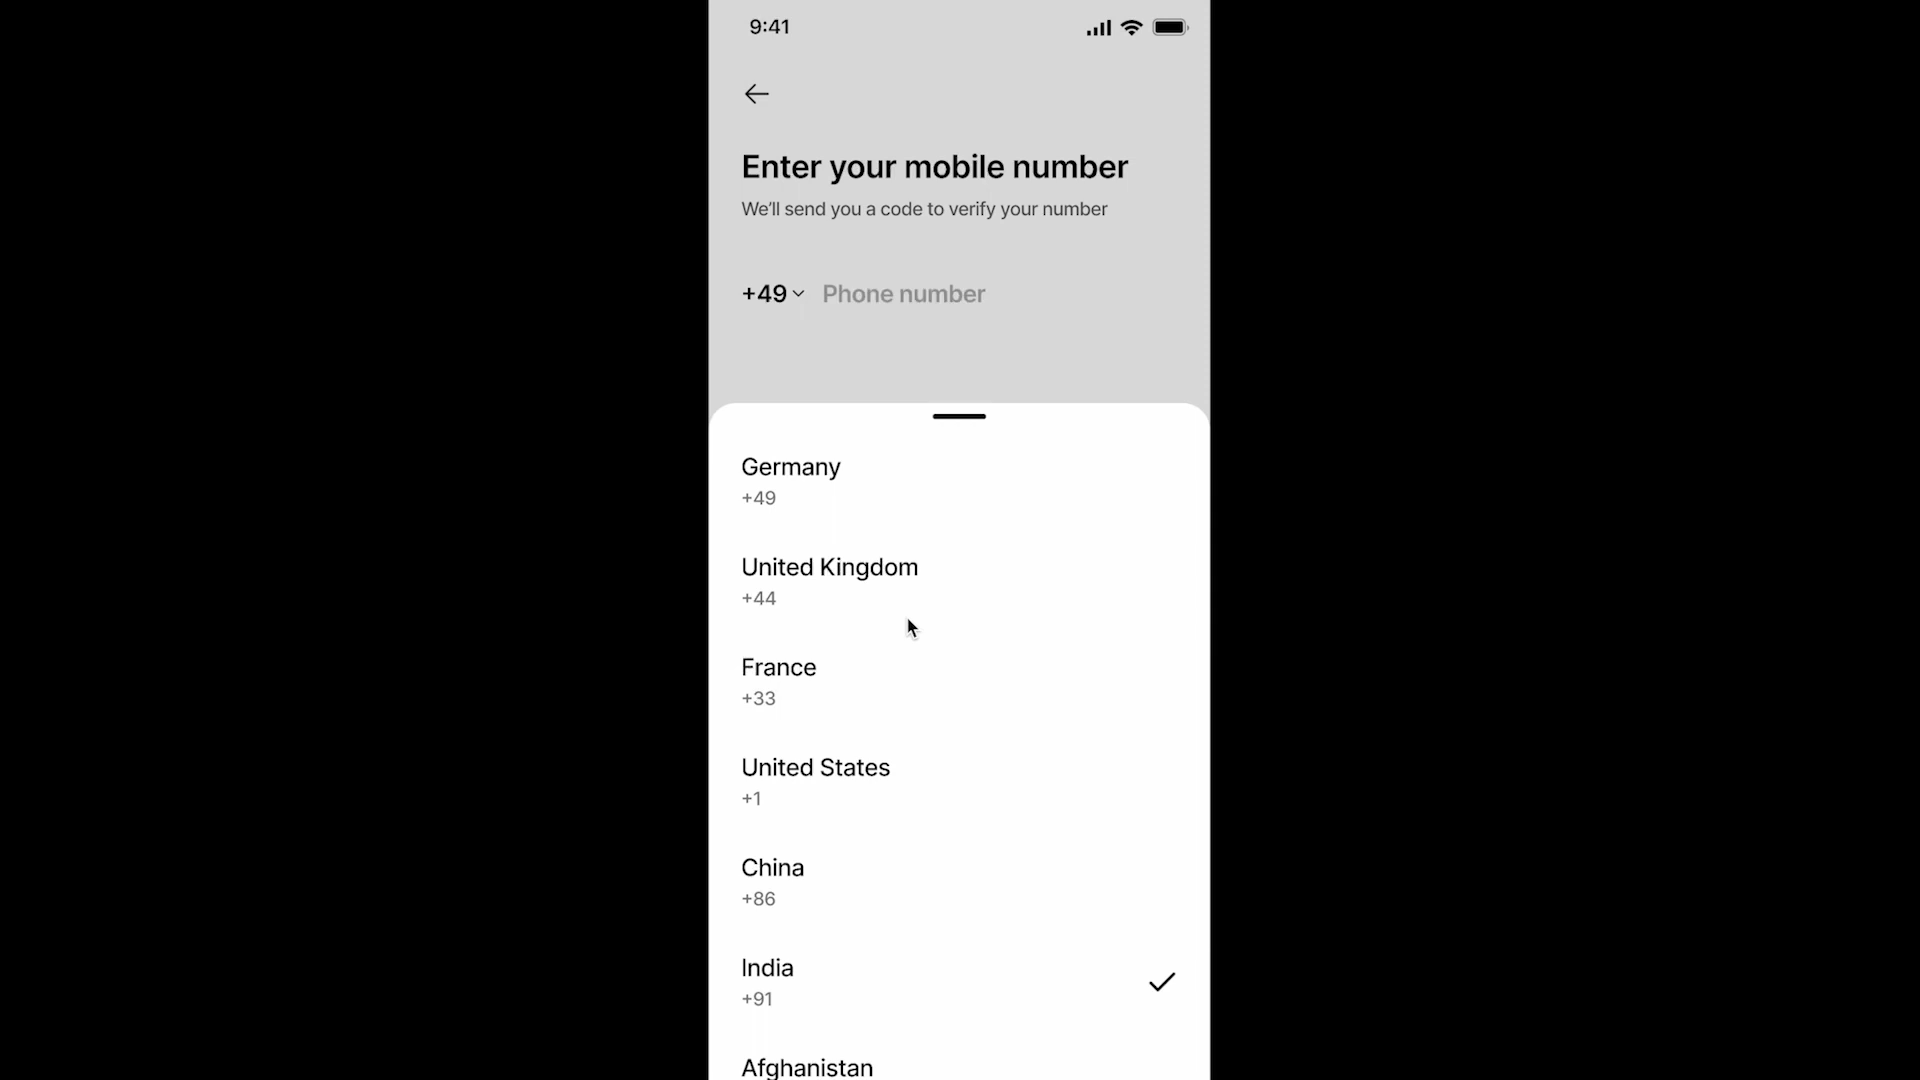 9:41
Enter your mobile number
We'll send you a code to verify your number
+49 Phone number
Germany
+49
United Kingdom
+44
France
+33
United States
+1
China
+86
India
+91
Afghanistan